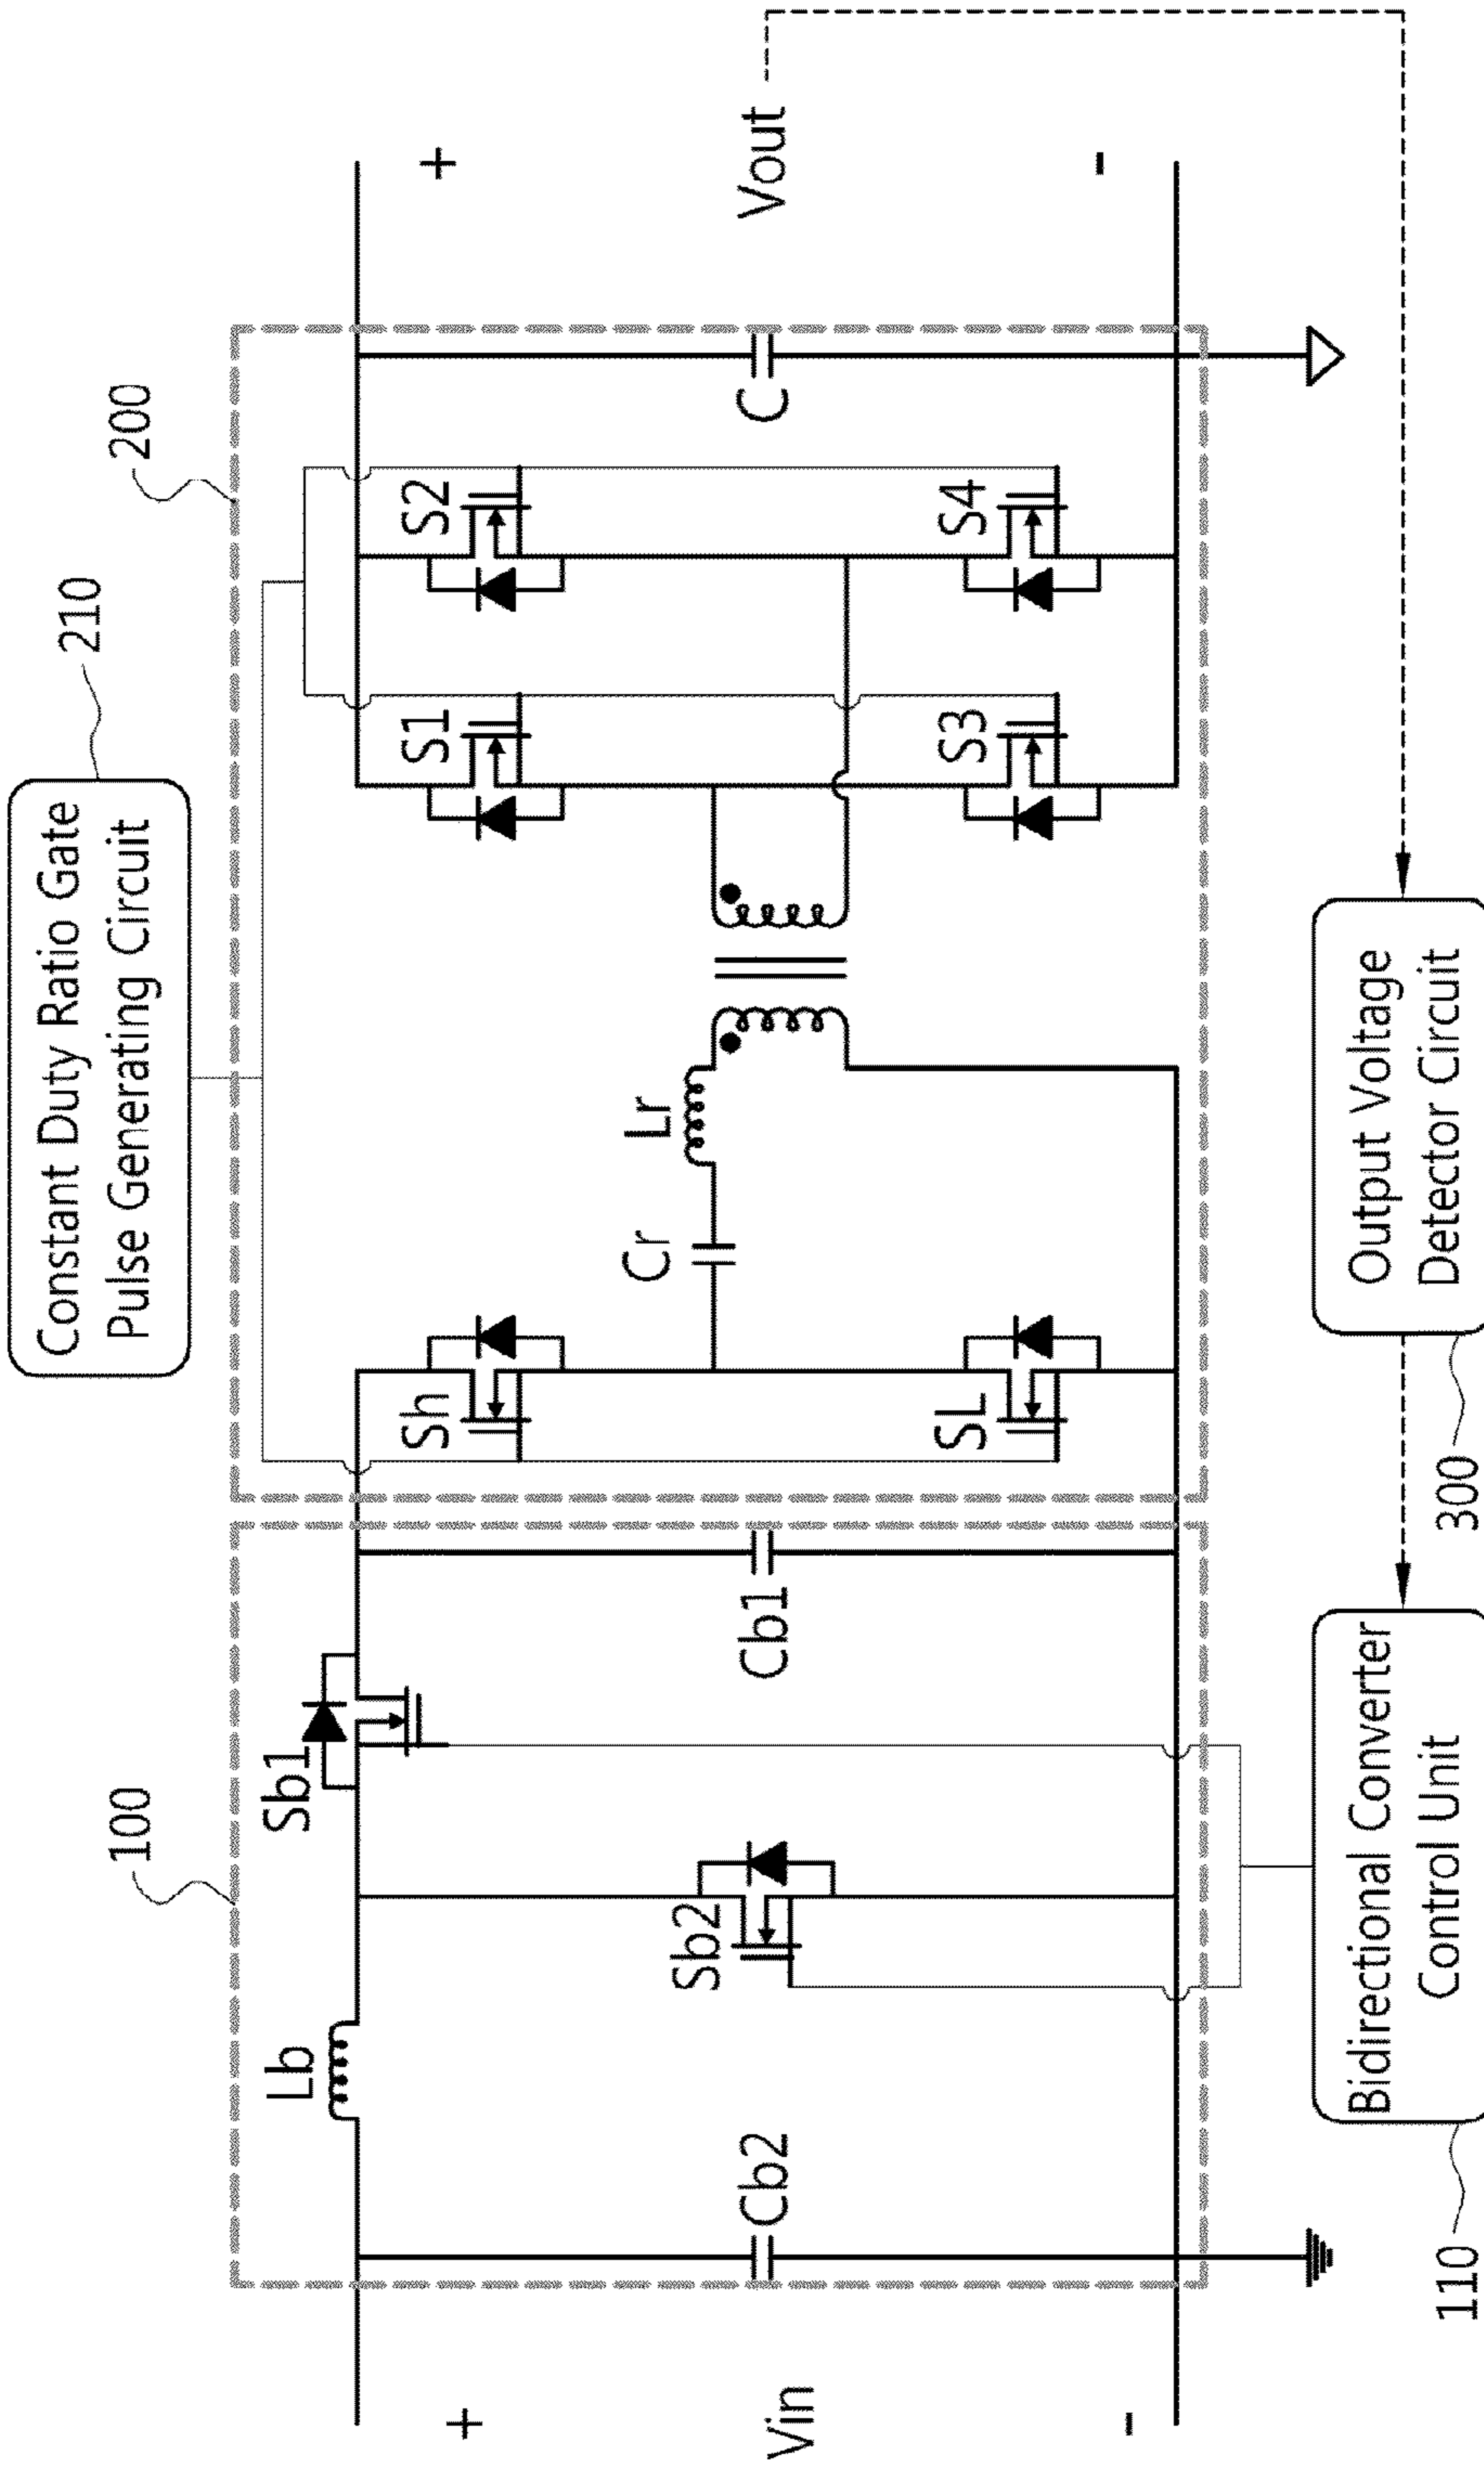 Constant Duty Ratio Gate
Pulse Generating Circuit
210
200
100
Lb
Sb1
Sb2
Cb1
Cb2
Sh
SL
Cr
Lr
S1
S2
S3
S4
C
+
Vin
-
+
Vout
-
Bidirectional Converter
Control Unit
110
Output Voltage
Detector Circuit
300